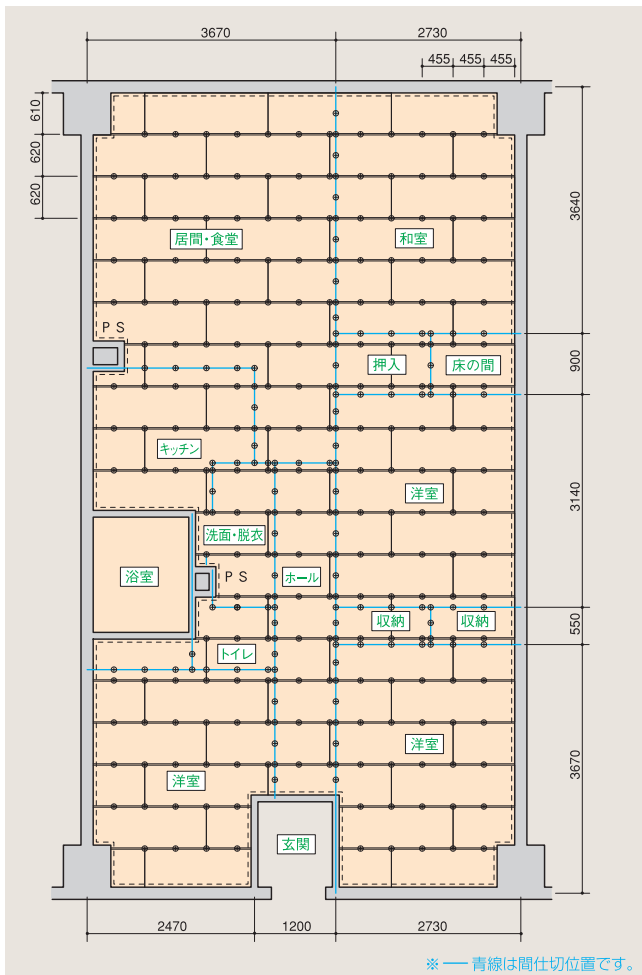 3670
2730
455
455
455
610
620
620
3640
居間・食堂
和室
PS
押入
床の間
900
キッチン
洋室
3140
洗面・脱衣
浴室
PS
ホール
収納
収納
550
トイレ
洋室
洋室
3670
玄関
2470
1200
2730
※ ── 青線は間仕切位置です。